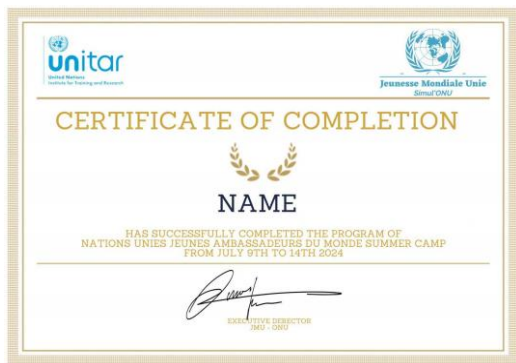 unitar
United Nations
Institute for Training and Research
Jeunesse Mondiale Unie
Simul'ONU
CERTIFICATE OF COMPLETION
NAME
HAS SUCCESSFULLY COMPLETED THE PROGRAM OF
NATIONS UNIES JEUNES AMBASSADEURS DU MONDE SUMMER CAMP
FROM JULY 9TH TO 14TH 2024
EXECUTIVE DIRECTOR
JMU - ONU